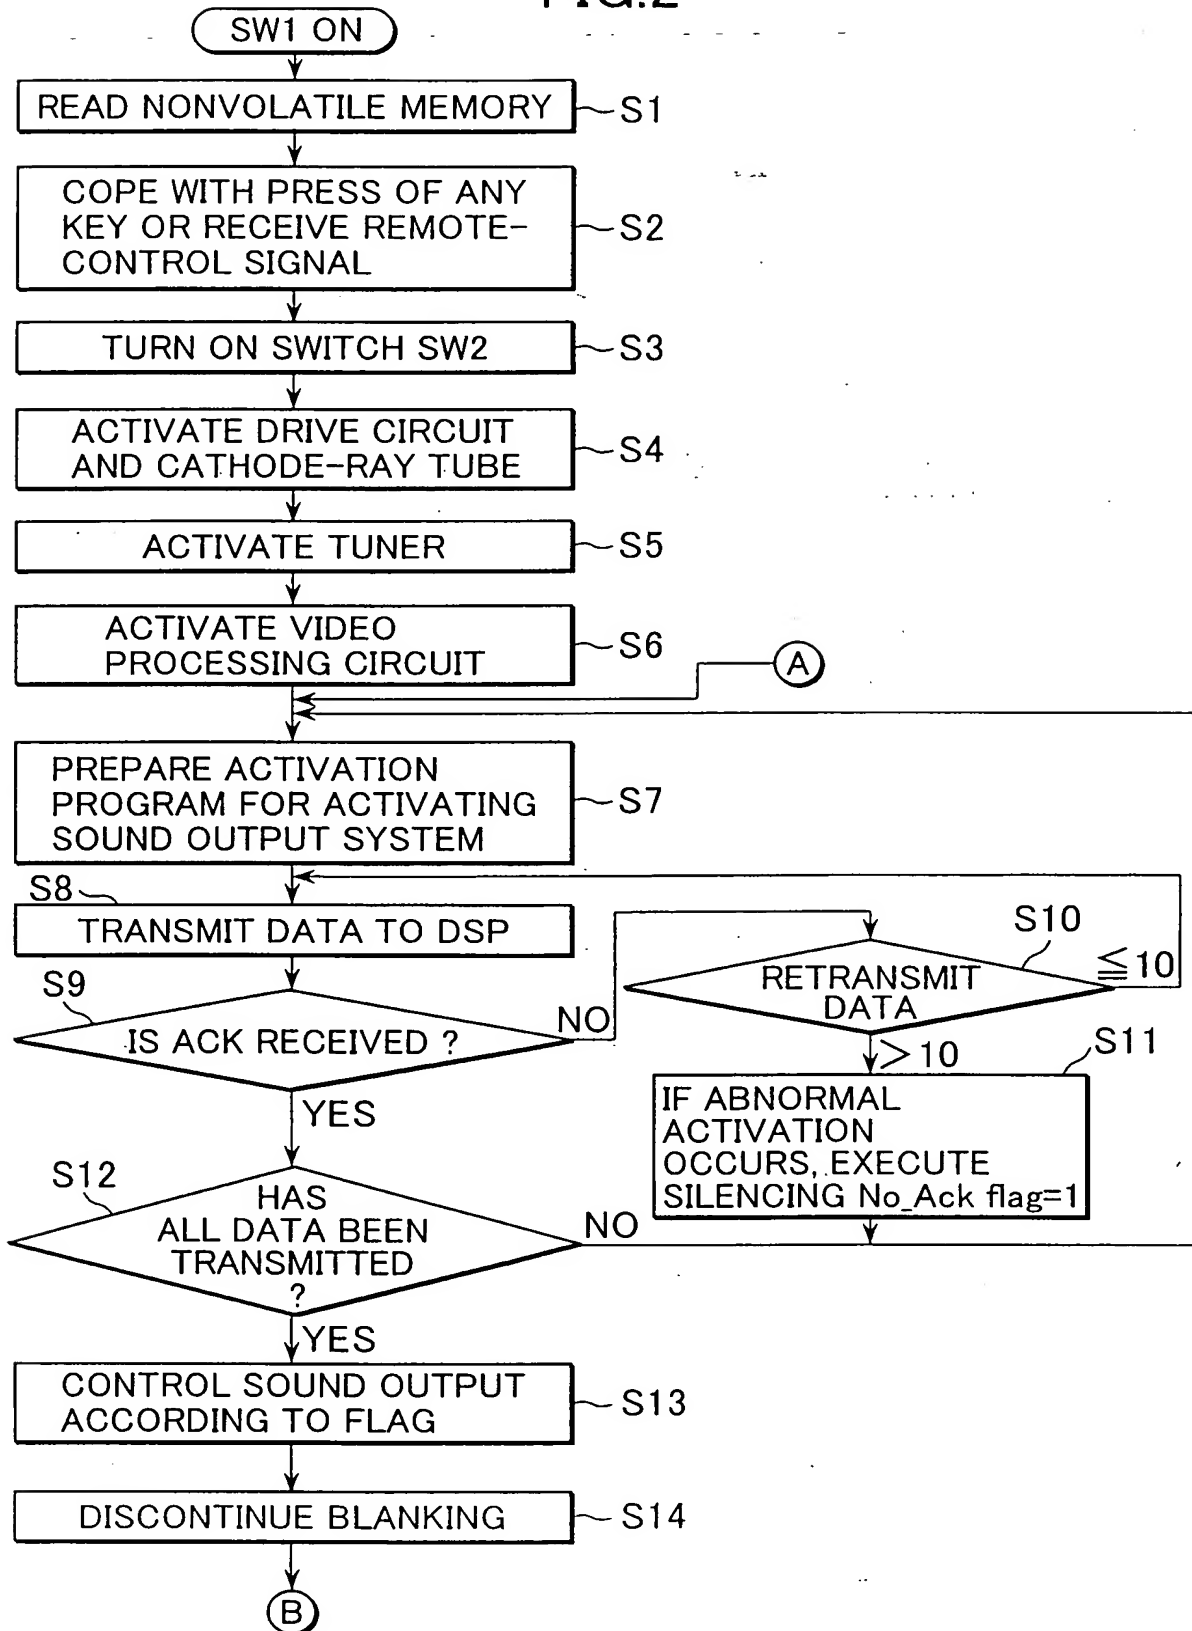 FIG.2
SW1 ON
READ NONVOLATILE MEMORY
S1
COPE WITH PRESS OF ANY
KEY OR RECEIVE REMOTE-
CONTROL SIGNAL
S2
TURN ON SWITCH SW2
S3
ACTIVATE DRIVE CIRCUIT
AND CATHODE-RAY TUBE
S4
ACTIVATE TUNER
S5
ACTIVATE VIDEO
PROCESSING CIRCUIT
S6
A
PREPARE ACTIVATION
PROGRAM FOR ACTIVATING
SOUND OUTPUT SYSTEM
S7
S8
TRANSMIT DATA TO DSP
S9
IS ACK RECEIVED ?
NO
YES
S10
RETRANSMIT
DATA
≦10
>10
S11
IF ABNORMAL
ACTIVATION
OCCURS, EXECUTE
SILENCING No_Ack flag=1
S12
HAS
ALL DATA BEEN
TRANSMITTED
?
NO
YES
CONTROL SOUND OUTPUT
ACCORDING TO FLAG
S13
DISCONTINUE BLANKING
S14
B